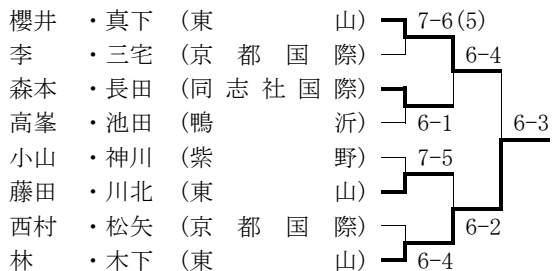 櫻井 ・真下 (東 山) 7-6(5)
李 ・三宅 (京 都 国 際) 6-4
森本 ・長田 (同 志 社 国 際)
高峯 ・池田 (鴨 沂) 6-1 6-3
小山 ・神川 (紫 野) 7-5
藤田 ・川北 (東 山)
西村 ・松矢 (京 都 国 際) 6-2
林 ・木下 (東 山) 6-4